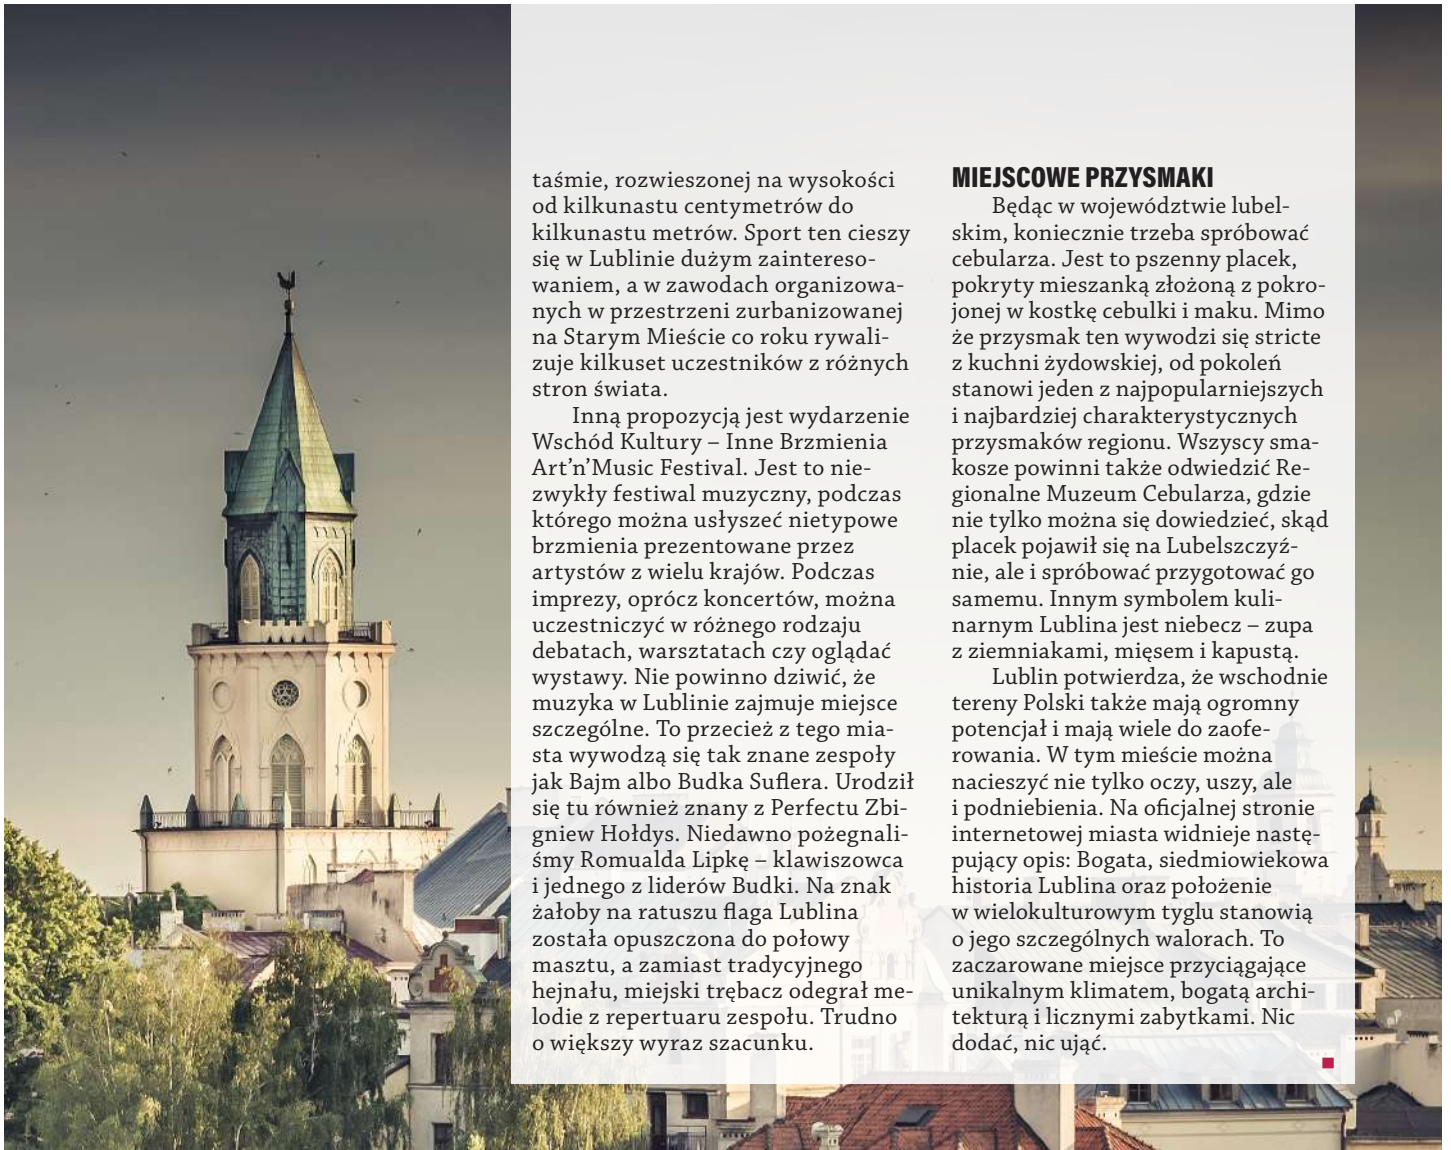 taśmie, rozwieszonej na wysokości
od kilkunastu centymetrów do
kilkunastu metrów. Sport ten cieszy
się w Lublinie dużym zaintereso-
waniem, a w zawodach organizowa-
nych w przestrzeni zurbanizowanej
na Starym Mieście co roku rywali-
zuje kilkuset uczestników z różnych
stron świata.
Inną propozycją jest wydarzenie
Wschód Kultury – Inne Brzmienia
Art’n’Music Festival. Jest to nie-
zwykły festiwal muzyczny, podczas
którego można usłyszeć nietypowe
brzmienia prezentowane przez
artystów z wielu krajów. Podczas
imprezy, oprócz koncertów, można
uczestniczyć w różnego rodzaju
debatach, warsztatach czy oglądać
wystawy. Nie powinno dziwić, że
muzyka w Lublinie zajmuje miejsce
szczególne. To przecież z tego mia-
sta wywodzą się tak znane zespoły
jak Bajm albo Budka Suflera. Urodził
się tu również znany z Perfectu Zbi-
gniew Hołdys. Niedawno pożegnali-
śmy Romualda Lipkę – klawiszowca
i jednego z liderów Budki. Na znak
żałoby na ratuszu flaga Lublina
została opuszczona do połowy
masztu, a zamiast tradycyjnego
hejnału, miejski trębacz odegrał me-
lodie z repertuaru zespołu. Trudno
o większy wyraz szacunku.
MIEJSCOWE PRZYSMAKI
Będąc w województwie lubel-
skim, koniecznie trzeba spróbować
cebularza. Jest to pszenny placek,
pokryty mieszanką złożoną z pokro-
jonej w kostkę cebulki i maku. Mimo
że przysmak ten wywodzi się stricte
z kuchni żydowskiej, od pokoleń
stanowi jeden z najpopularniejszych
i najbardziej charakterystycznych
przysmaków regionu. Wszyscy sma-
kosze powinni także odwiedzić Re-
gionalne Muzeum Cebularza, gdzie
nie tylko można się dowiedzieć, skąd
placek pojawił się na Lubelszczyź-
nie, ale i spróbować przygotować go
samemu. Innym symbolem kuli-
narnym Lublina jest niebecz – zupa
z ziemniakami, mięsem i kapustą.
Lublin potwierdza, że wschodnie
tereny Polski także mają ogromny
potencjał i mają wiele do zaofe-
rowania. W tym mieście można
nacieszyć nie tylko oczy, uszy, ale
i podniebienia. Na oficjalnej stronie
internetowej miasta widnieje nastę-
pujący opis: Bogata, siedmiowiekowa
historia Lublina oraz położenie
w wielokulturowym tyglu stanowią
o jego szczególnych walorach. To
zaczarowane miejsce przyciągające
unikalnym klimatem, bogatą archi-
tekturą i licznymi zabytkami. Nic
dodać, nic ująć.